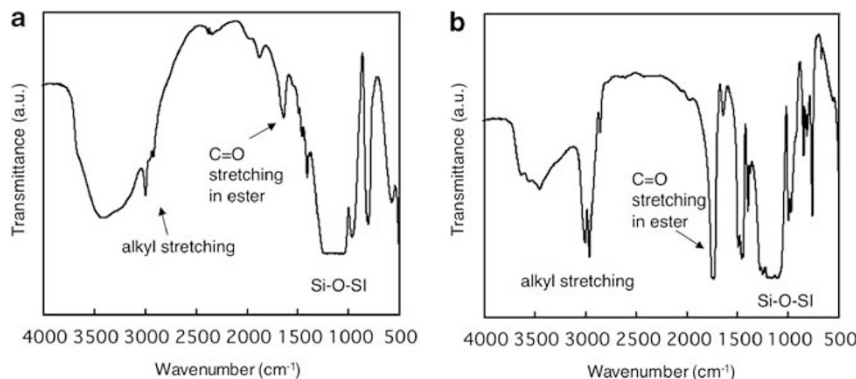 a
Transmittance (a.u.)
C=O
stretching
in ester
alkyl stretching
Si-O-SI
4000 3500 3000 2500 2000 1500 1000 500
Wavenumber (cm⁻¹)
b
Transmittance (a.u.)
C=O
stretching
in ester
alkyl stretching
Si-O-SI
4000 3500 3000 2500 2000 1500 1000 500
Wavenumber (cm⁻¹)